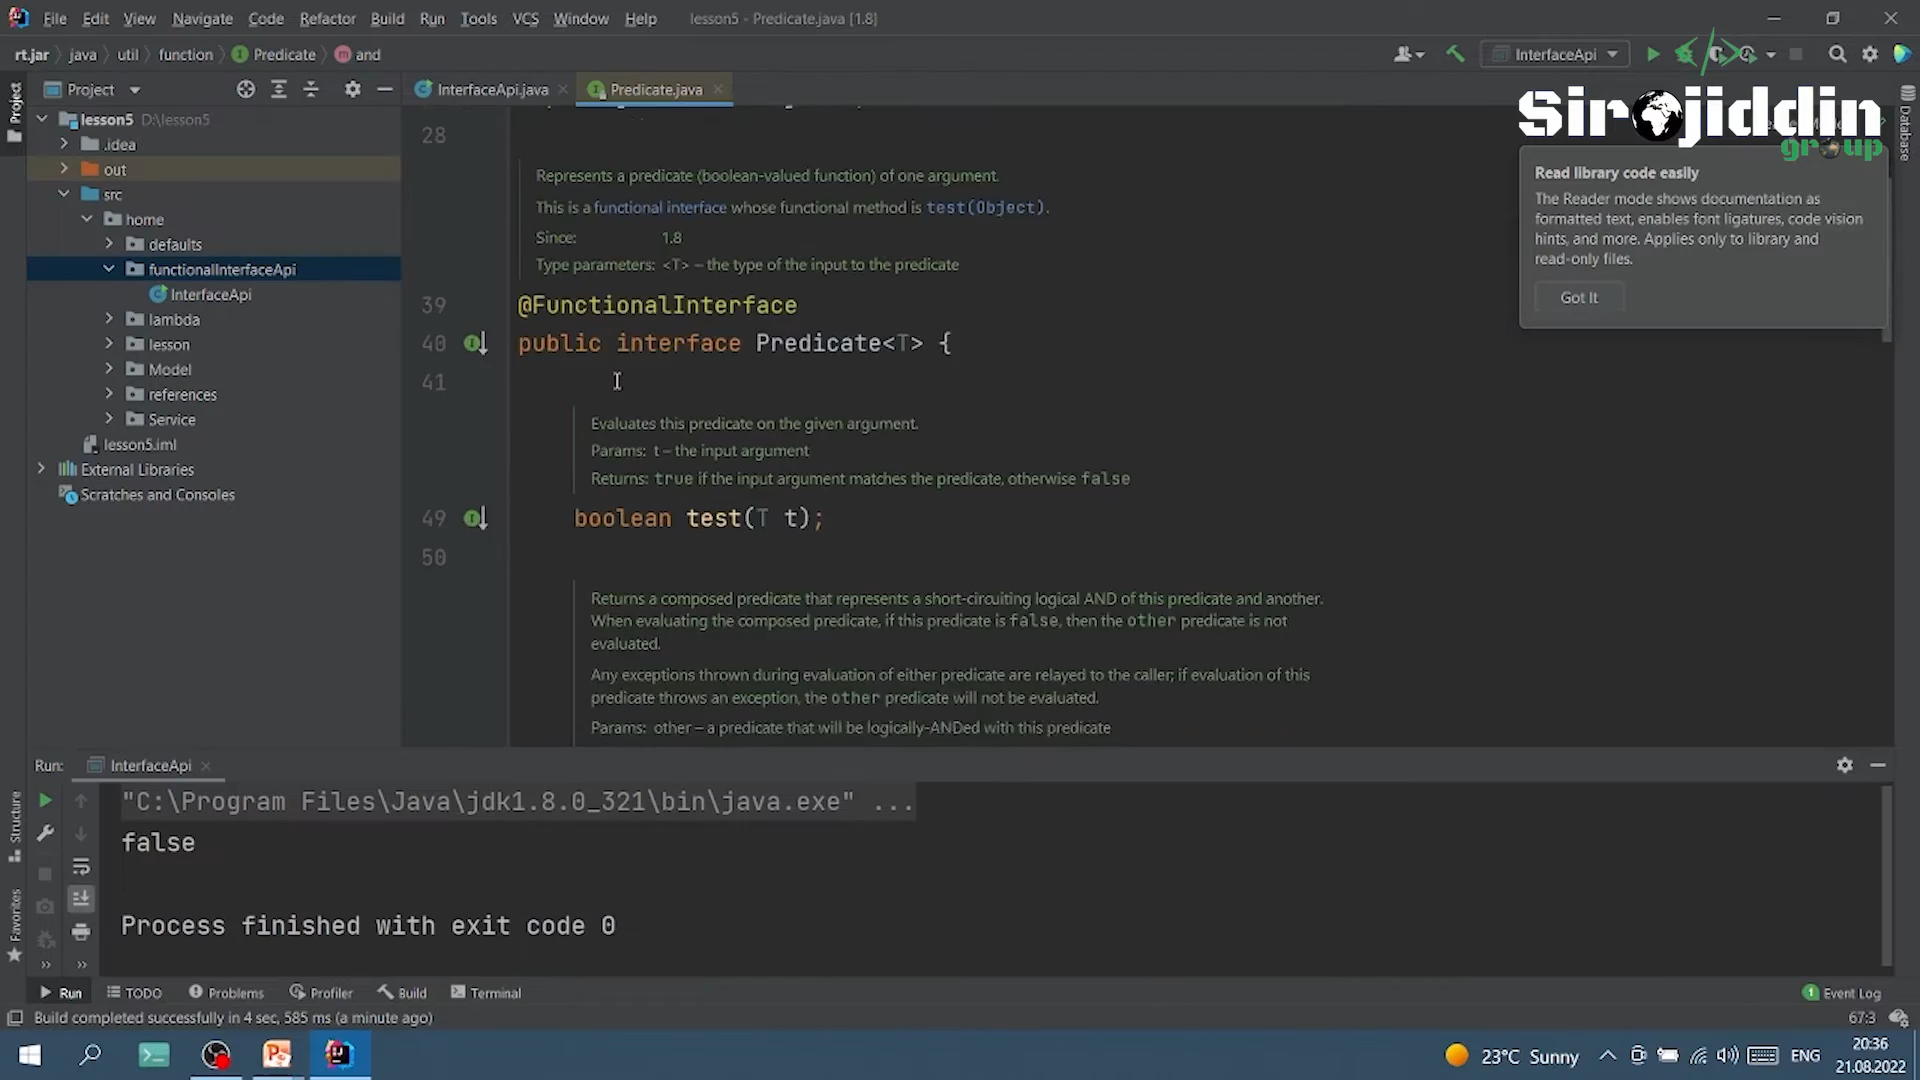 File Edit View Navigate Code Refactor Build Run Tools VCS Window Help lesson5 - Predicate.java [1.8]
rt.jar java util function Predicate and
InterfaceApi
Sirojiddin
group
Project
InterfaceApi.java Predicate.java
Project
Database
lesson5 D:\lesson5
.idea
out
src
home
defaults
functionalInterfaceApi
InterfaceApi
lambda
lesson
Model
references
Service
lesson5.iml
External Libraries
Scratches and Consoles
28
Represents a predicate (boolean-valued function) of one argument.
This is a functional interface whose functional method is test(Object).
Since: 1.8
Type parameters: <T> – the type of the input to the predicate
39 @FunctionalInterface
40 public interface Predicate<T> {
41
Evaluates this predicate on the given argument.
Params: t – the input argument
Returns: true if the input argument matches the predicate, otherwise false
49 boolean test(T t);
50
Returns a composed predicate that represents a short-circuiting logical AND of this predicate and another.
When evaluating the composed predicate, if this predicate is false, then the other predicate is not
evaluated.
Any exceptions thrown during evaluation of either predicate are relayed to the caller; if evaluation of this
predicate throws an exception, the other predicate will not be evaluated.
Params: other – a predicate that will be logically-ANDed with this predicate
Read library code easily
The Reader mode shows documentation as
formatted text, enables font ligatures, code vision
hints, and more. Applies only to library and
read-only files.
Got It
Run: InterfaceApi
"C:\Program Files\Java\jdk1.8.0_321\bin\java.exe" ...
false
Process finished with exit code 0
Structure
Favorites
Run TODO Problems Profiler Build Terminal 1 Event Log
Build completed successfully in 4 sec, 585 ms (a minute ago) 67:3
23°C Sunny ENG 20:36
21.08.2022